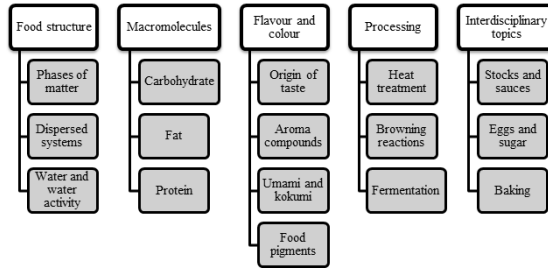 Food structure
Phases of
matter
Dispersed
systems
Water and
water
activity
Macromolecules
Carbohydrate
Fat
Protein
Flavour and
colour
Origin of
taste
Aroma
compounds
Umami and
kokumi
Food
pigments
Processing
Heat
treatment
Browning
reactions
Fermentation
Interdisciplinary
topics
Stocks and
sauces
Eggs and
sugar
Baking